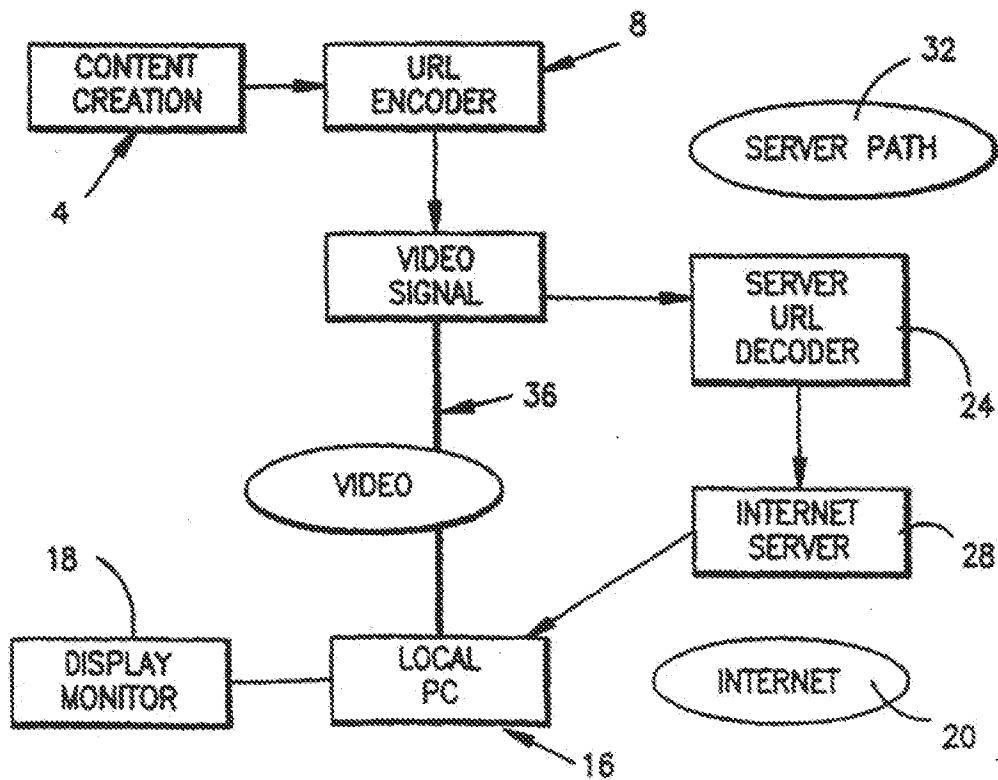 8
32
CONTENT
CREATION
URL
ENCODER
SERVER PATH
4
VIDEO
SIGNAL
SERVER
URL
DECODER
36
24
VIDEO
INTERNET
SERVER
18
28
DISPLAY
MONITOR
LOCAL
PC
INTERNET
20
16